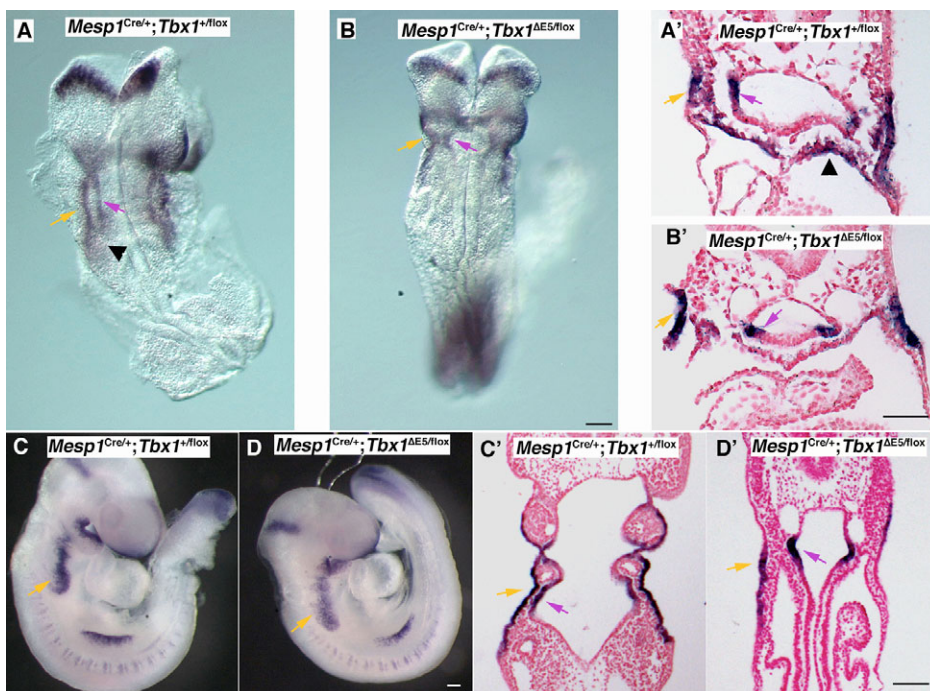 A
Mesp1Cre/+;Tbx1+/flox
B
Mesp1Cre/+;Tbx1ΔE5/flox
A'
Mesp1Cre/+;Tbx1+/flox
B'
Mesp1Cre/+;Tbx1ΔE5/flox
C
Mesp1Cre/+;Tbx1+/flox
D
Mesp1Cre/+;Tbx1ΔE5/flox
C'
Mesp1Cre/+;Tbx1+/flox
D'
Mesp1Cre/+;Tbx1ΔE5/flox